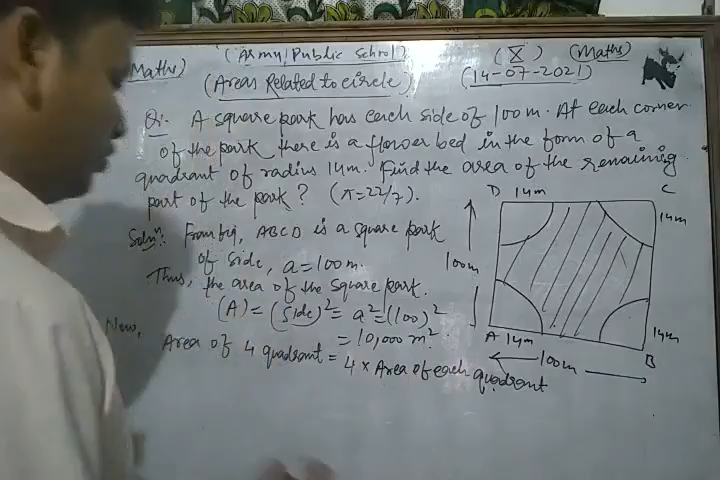 Maths) (Army Public School) (X) (Maths)
(Areas Related to circle) (14-07-2021)
Qi- A square park has each side of 100m. At each corner
of the park there is a flower bed in the form of a
quadrant of radius 14m. Find the area of the remaining
part of the park? (π=22/7).
D 14m C
14m
Soluⁿ: From fig, ABCD is a square park
of side, a=100m.
100m
Thus, the area of the square park.
(A) = (side)² = a² = (100)²
= 10,000 m².
A 14m 14m
B
100m
Now,
Area of 4 quadrant = 4 × Area of each quadrant